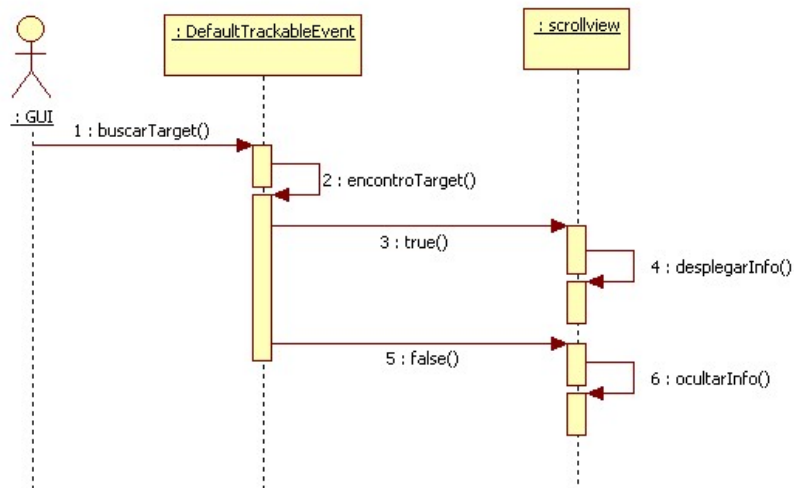 : DefaultTrackableEvent
: scrollview
: GUI
1 : buscarTarget()
2 : encontroTarget()
3 : true()
4 : desplegarInfo()
5 : false()
6 : ocultarInfo()